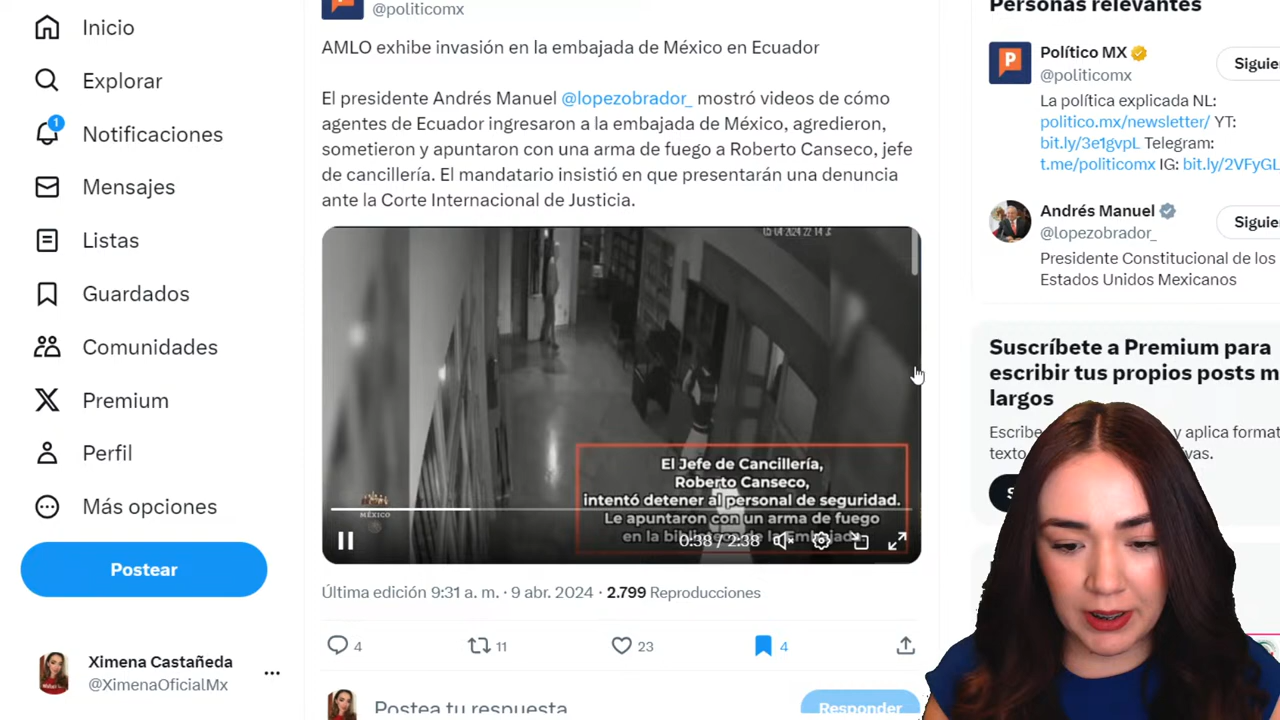 Inicio
Explorar
1
Notificaciones
Mensajes
Listas
Guardados
Comunidades
Premium
Perfil
Más opciones
Postear
Ximena Castañeda
@XimenaOficialMx
@politicomx
AMLO exhibe invasión en la embajada de México en Ecuador
El presidente Andrés Manuel @lopezobrador_ mostró videos de cómo
agentes de Ecuador ingresaron a la embajada de México, agredieron,
sometieron y apuntaron con una arma de fuego a Roberto Canseco, jefe
de cancillería. El mandatario insistió en que presentarán una denuncia
ante la Corte Internacional de Justicia.
El Jefe de Cancillería,
Roberto Canseco,
intentó detener al personal de seguridad.
Le apuntaron con un arma de fuego
en la de la
MÉXICO
0:38 / 2:38
Última edición 9:31 a. m. · 9 abr. 2024 · 2.799 Reproducciones
4
11
23
4
Postea tu respuesta
Responder
Personas relevantes
Político MX
@politicomx
Siguie
La política explicada NL:
politico.mx/newsletter/ YT:
bit.ly/3e1gvpL Telegram:
t.me/politicomx IG: bit.ly/2VFyGL
Andrés Manuel
@lopezobrador_
Siguie
Presidente Constitucional de los
Estados Unidos Mexicanos
Suscríbete a Premium para
escribir tus propios posts m
largos
Escribe y aplica format
texto